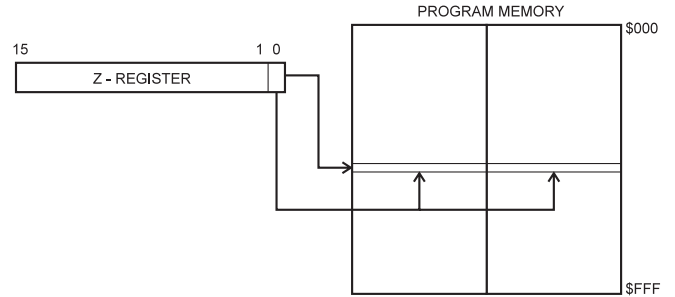 PROGRAM MEMORY
$000
15
1 0
Z - REGISTER
$FFF